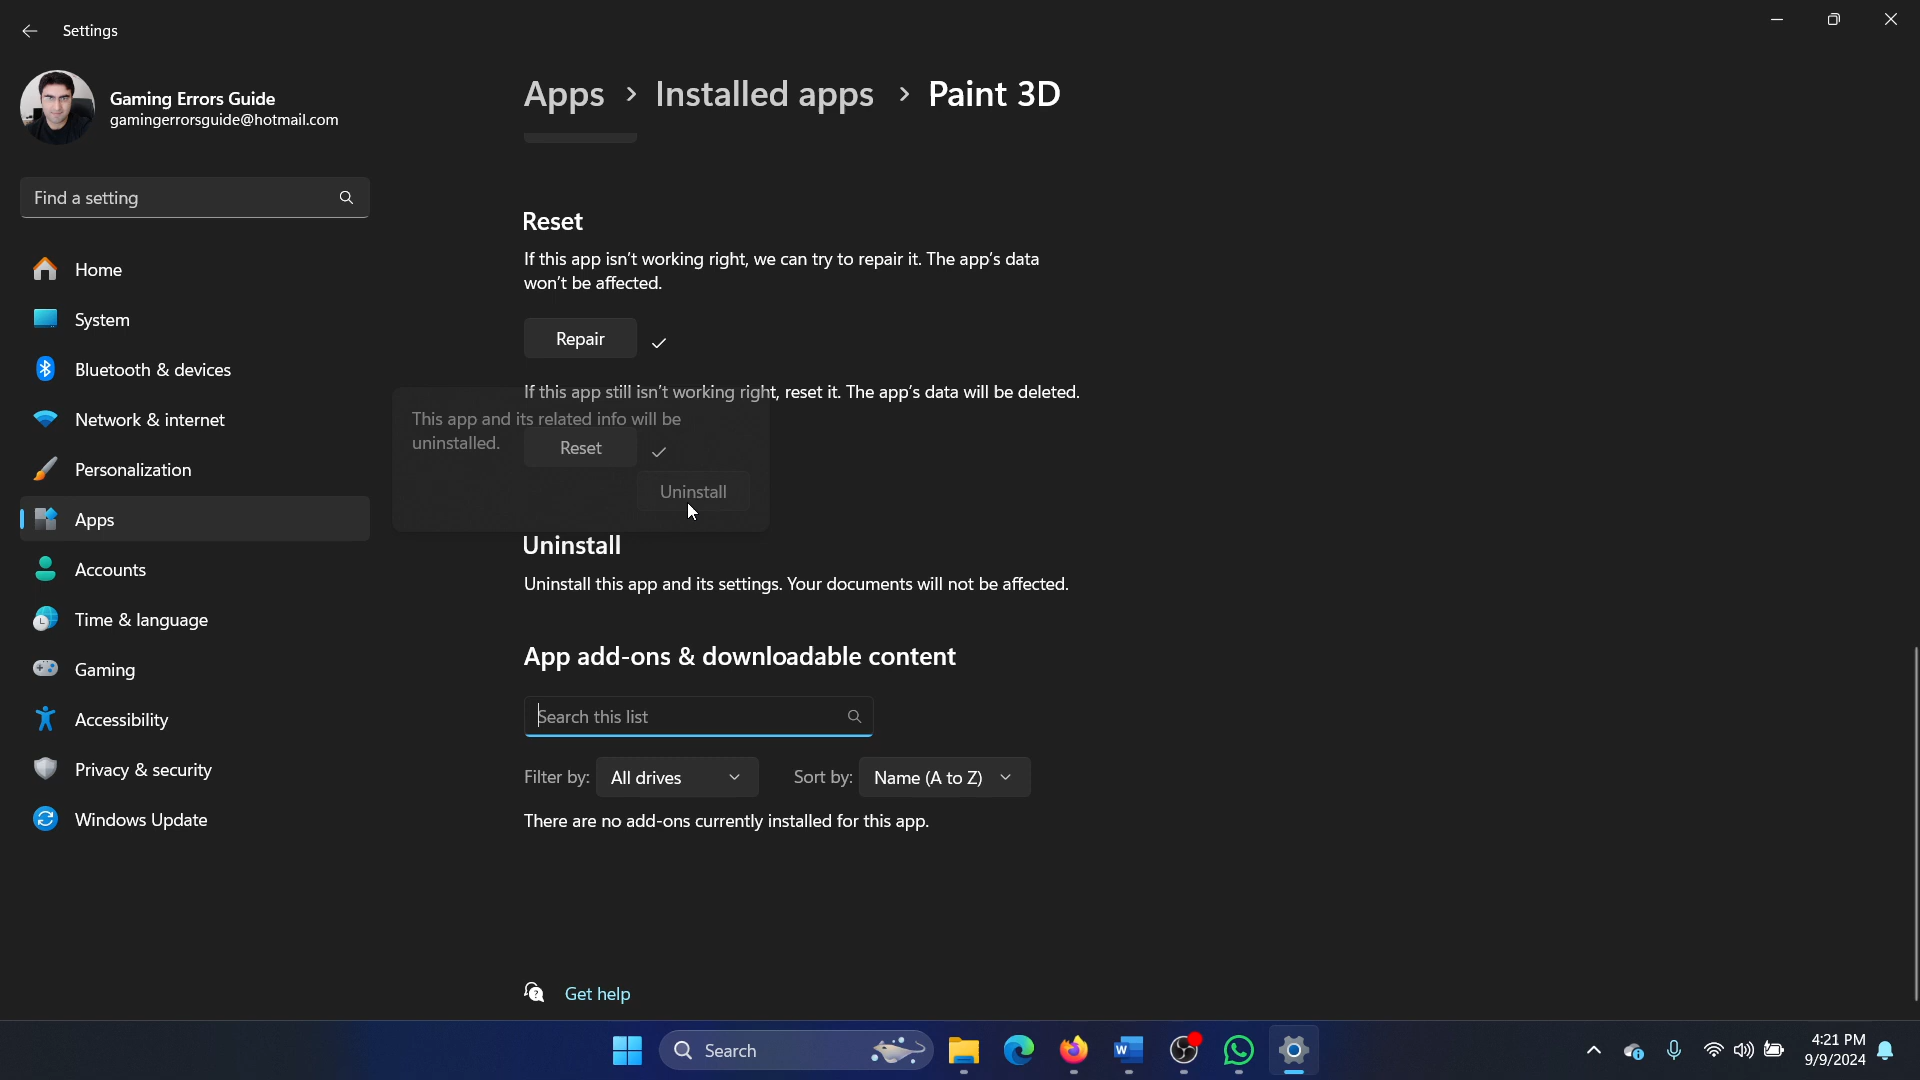 Settings
Gaming Errors Guide
gamingerrorsguide@hotmail.com
Find a setting
Home
System
Bluetooth & devices
Network & internet
Personalization
Apps
Accounts
Time & language
Gaming
Accessibility
Privacy & security
Windows Update
Apps > Installed apps > Paint 3D
Reset
If this app isn't working right, we can try to repair it. The app's data
won't be affected.
Repair
If this app still isn't working right, reset it. The app's data will be deleted.
This app and its related info will be
uninstalled.
Reset
Uninstall
Uninstall
Uninstall this app and its settings. Your documents will not be affected.
App add-ons & downloadable content
Search this list
Filter by: All drives
Sort by: Name (A to Z)
There are no add-ons currently installed for this app.
Get help
Search
4:21 PM
9/9/2024